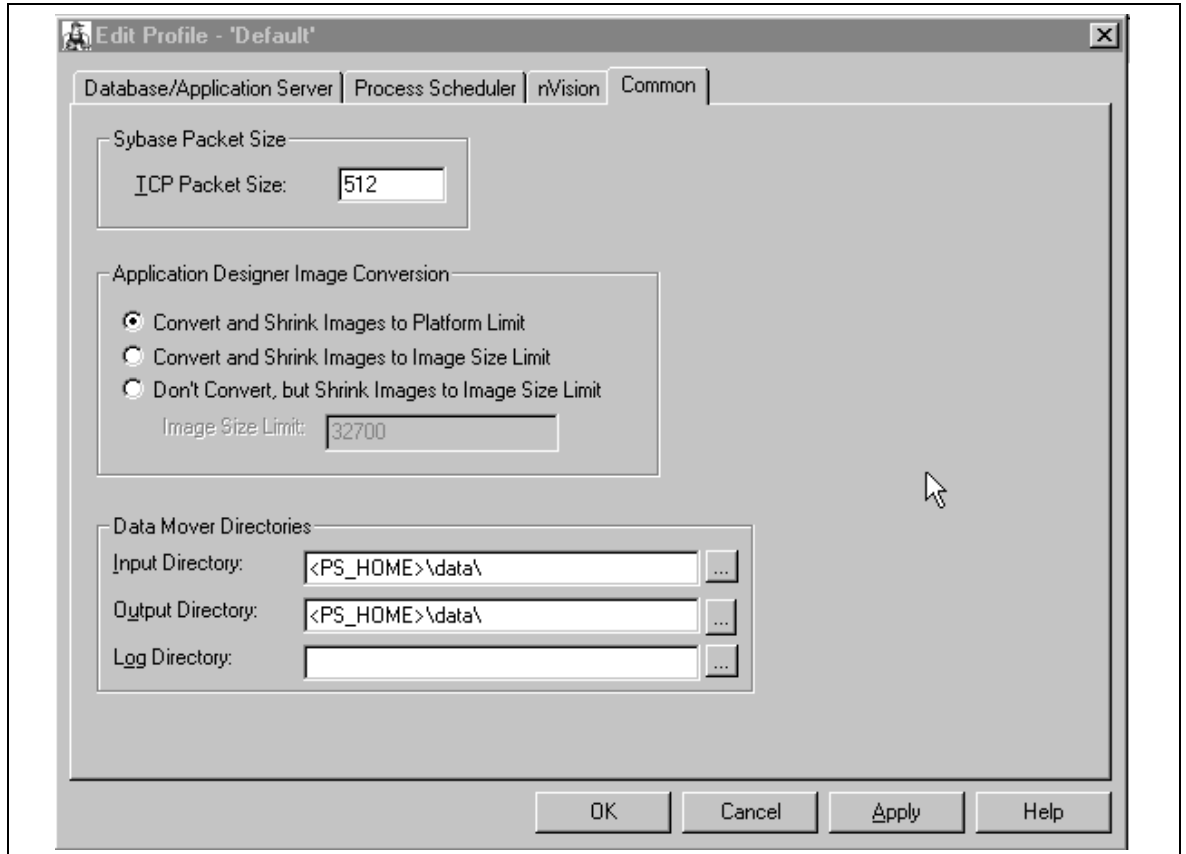 Edit Profile - 'Default'
Database/Application Server
Process Scheduler
nVision
Common
Sybase Packet Size
TCP Packet Size:
512
Application Designer Image Conversion
Convert and Shrink Images to Platform Limit
Convert and Shrink Images to Image Size Limit
Don't Convert, but Shrink Images to Image Size Limit
Image Size Limit:
32700
Data Mover Directories
Input Directory:
<PS_HOME>\data\
...
Output Directory:
<PS_HOME>\data\
...
Log Directory:
...
OK
Cancel
Apply
Help